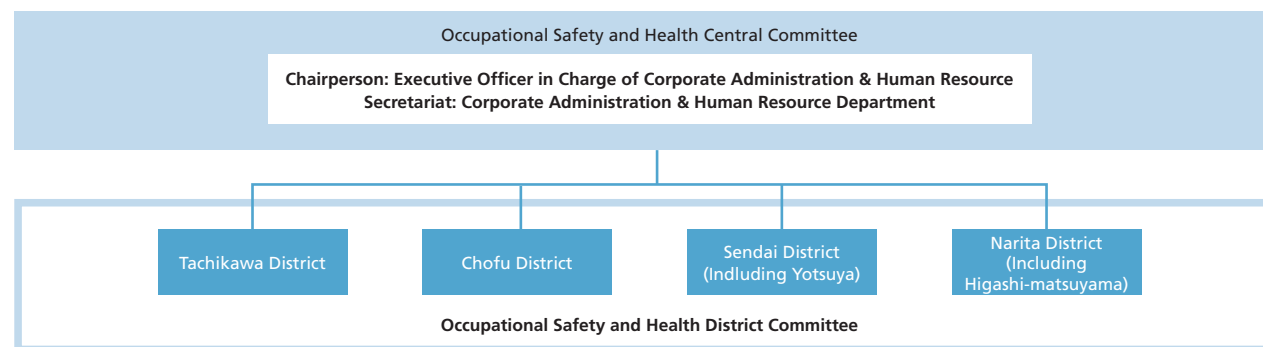 Occupational Safety and Health Central Committee
Chairperson: Executive Officer in Charge of Corporate Administration & Human Resource
Secretariat: Corporate Administration & Human Resource Department
Tachikawa District
Chofu District
Sendai District
(Indluding Yotsuya)
Narita District
(Including
Higashi-matsuyama)
Occupational Safety and Health District Committee